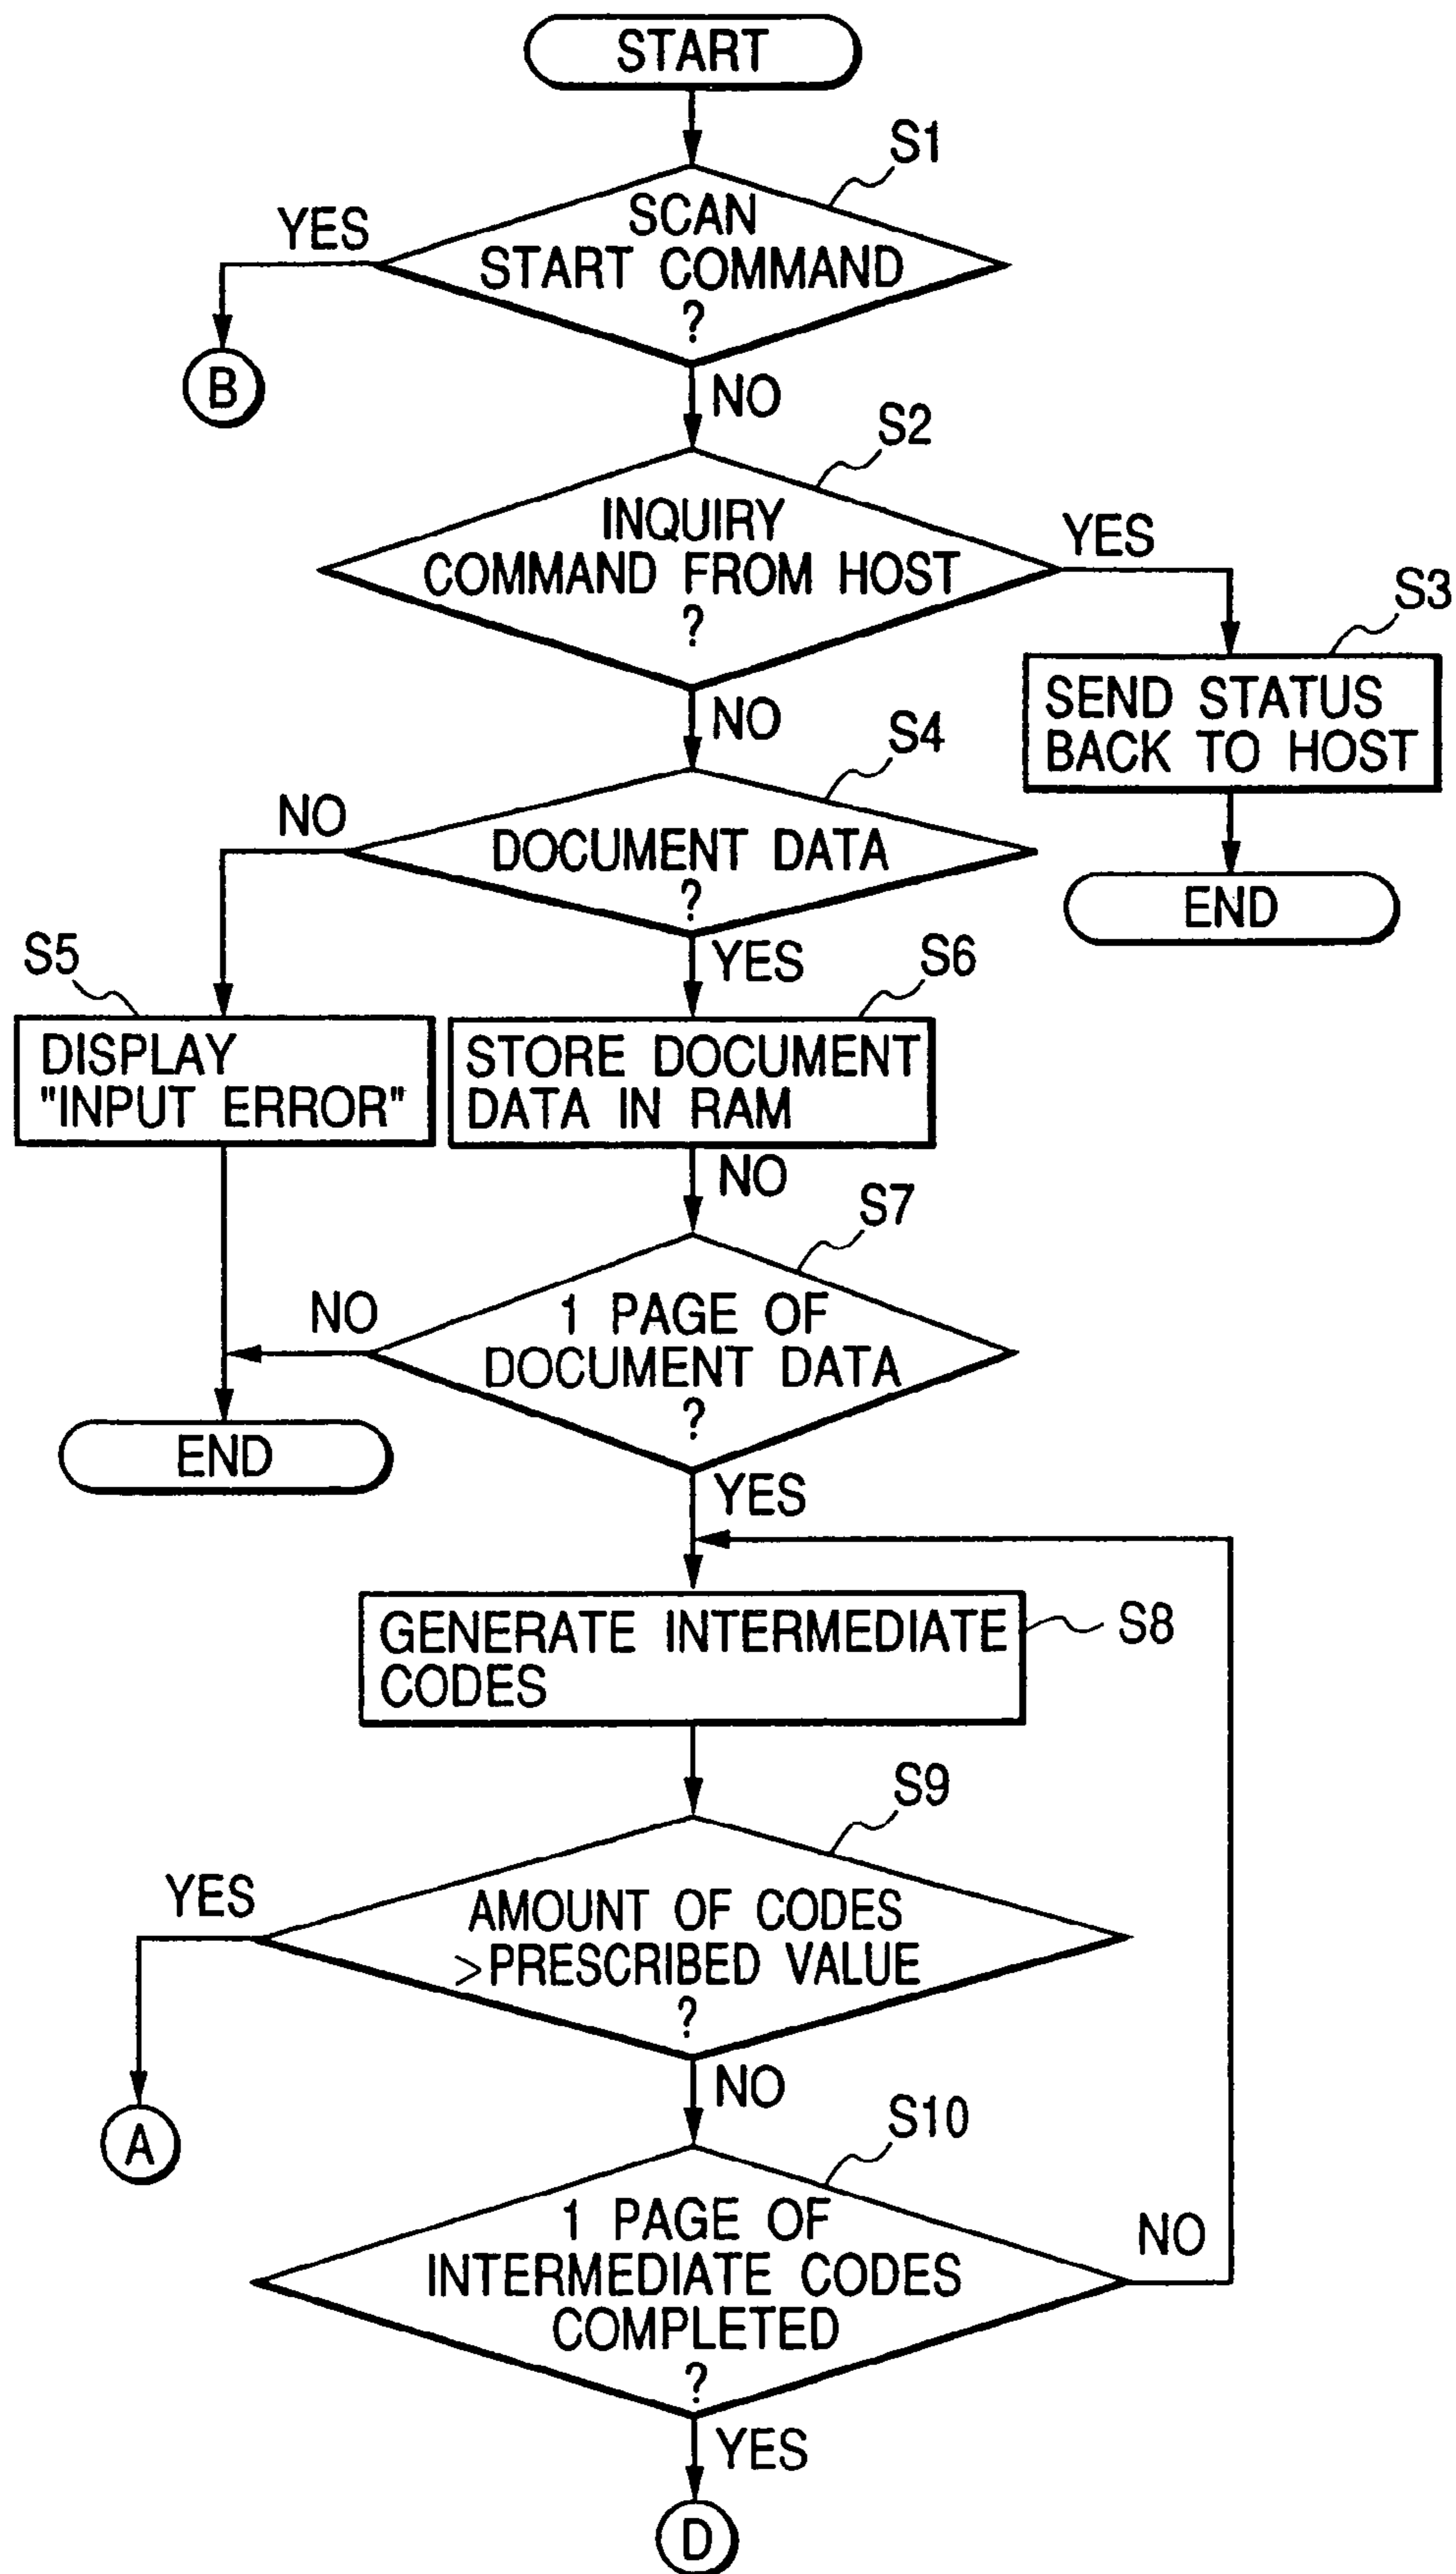 START
S1
SCAN
START COMMAND
?
YES
B
NO
S2
INQUIRY
COMMAND FROM HOST
?
YES
S3
SEND STATUS
BACK TO HOST
END
NO
S4
DOCUMENT DATA
?
NO
YES
S5
DISPLAY
"INPUT ERROR"
S6
STORE DOCUMENT
DATA IN RAM
NO
S7
1 PAGE OF
DOCUMENT DATA
?
NO
END
YES
GENERATE INTERMEDIATE
CODES
S8
S9
AMOUNT OF CODES
>PRESCRIBED VALUE
?
YES
A
NO
S10
1 PAGE OF
INTERMEDIATE CODES
COMPLETED
?
NO
YES
D